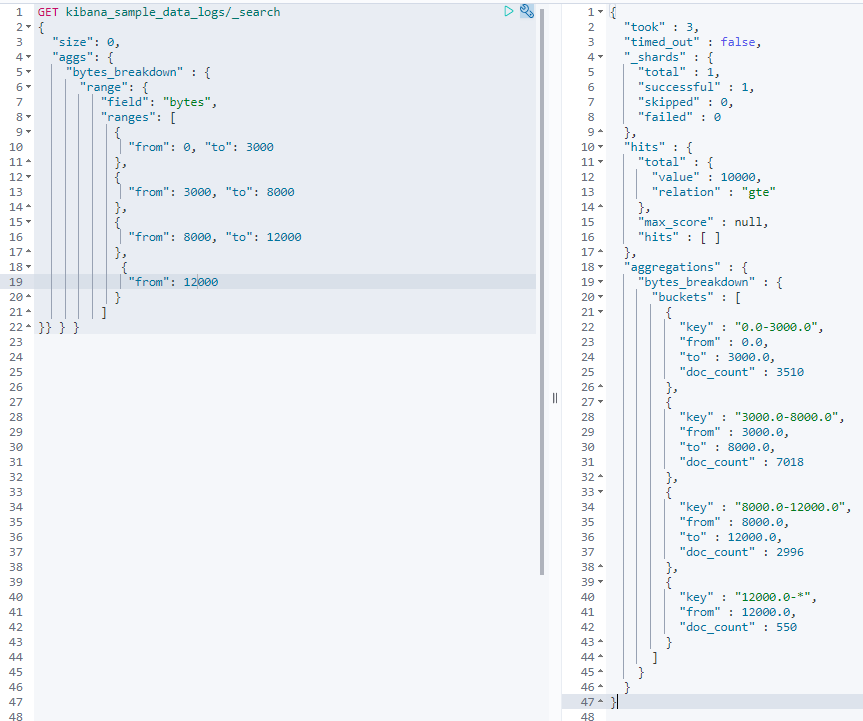 1 GET kibana_sample_data_logs/_search
2 {
3 "size": 0,
4 "aggs": {
5 "bytes_breakdown" : {
6 "range": {
7 "field": "bytes",
8 "ranges": [
9 {
10 "from": 0, "to": 3000
11 },
12 {
13 "from": 3000, "to": 8000
14 },
15 {
16 "from": 8000, "to": 12000
17 },
18 {
19 "from": 12000
20 }
21 ]
22 }} } }
23
24
25
26
27
28
29
30
31
32
33
34
35
36
37
38
39
40
41
42
43
44
45
46
47
48
1 {
2 "took" : 3,
3 "timed_out" : false,
4 "_shards" : {
5 "total" : 1,
6 "successful" : 1,
7 "skipped" : 0,
8 "failed" : 0
9 },
10 "hits" : {
11 "total" : {
12 "value" : 10000,
13 "relation" : "gte"
14 },
15 "max_score" : null,
16 "hits" : [ ]
17 },
18 "aggregations" : {
19 "bytes_breakdown" : {
20 "buckets" : [
21 {
22 "key" : "0.0-3000.0",
23 "from" : 0.0,
24 "to" : 3000.0,
25 "doc_count" : 3510
26 },
27 {
28 "key" : "3000.0-8000.0",
29 "from" : 3000.0,
30 "to" : 8000.0,
31 "doc_count" : 7018
32 },
33 {
34 "key" : "8000.0-12000.0",
35 "from" : 8000.0,
36 "to" : 12000.0,
37 "doc_count" : 2996
38 },
39 {
40 "key" : "12000.0-*",
41 "from" : 12000.0,
42 "doc_count" : 550
43 }
44 ]
45 }
46 }
47 }
48